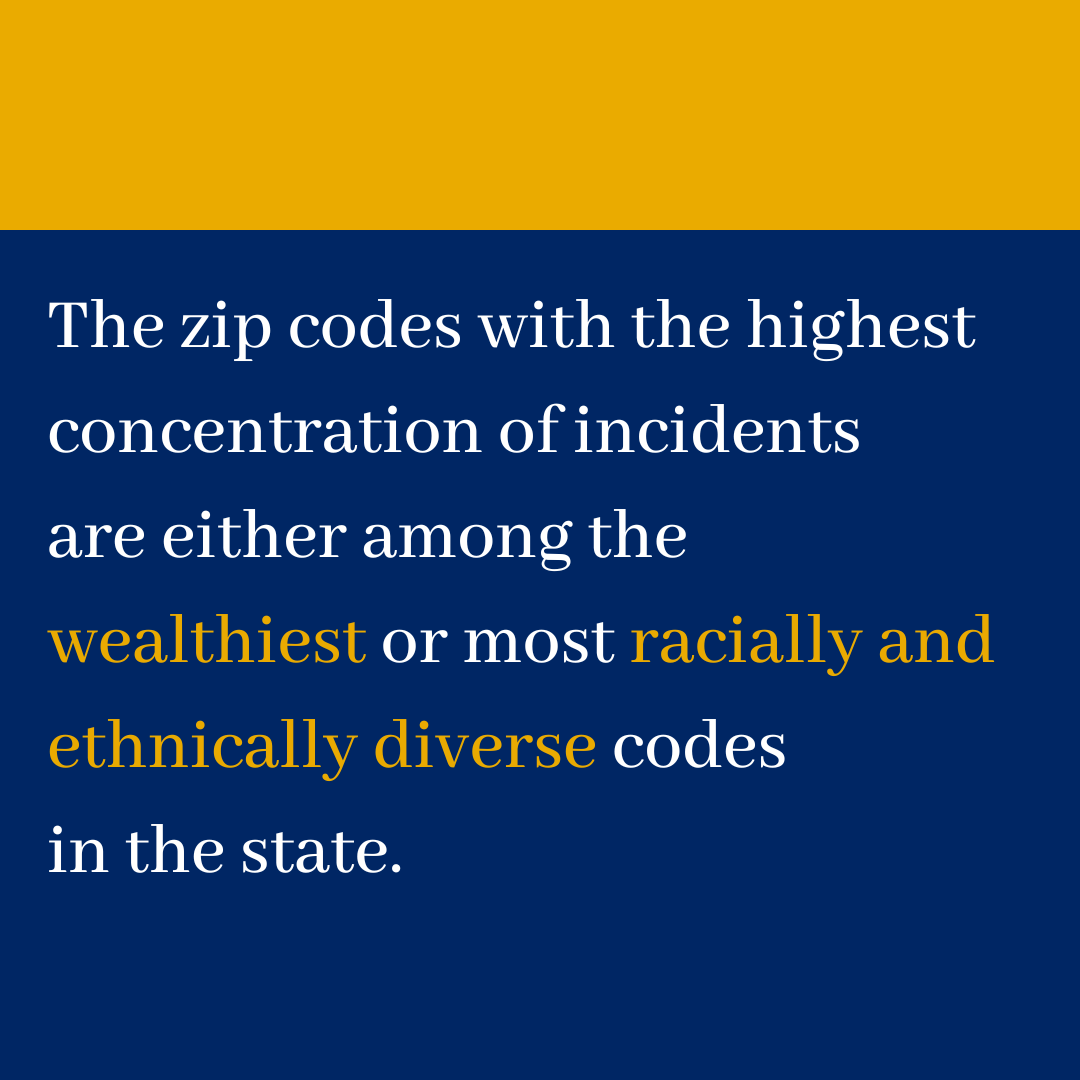 The zip codes with the highest
concentration of incidents
are either among the
wealthiest or most racially and
ethnically diverse codes
in the state.